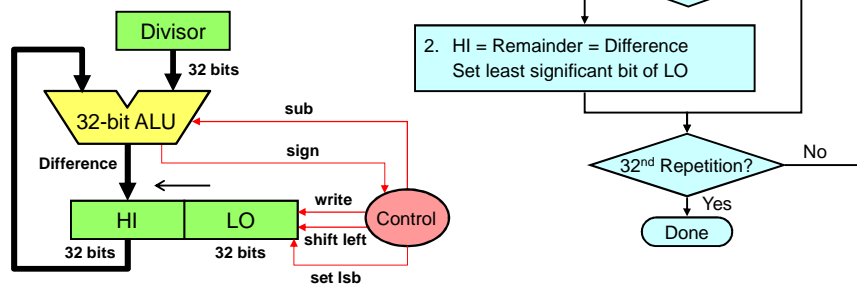 Divisor
32 bits
32-bit ALU
sub
sign
Difference
write
HI
LO
Control
shift left
32 bits
32 bits
set lsb
2. HI = Remainder = Difference
Set least significant bit of LO
32nd Repetition?
No
Yes
Done